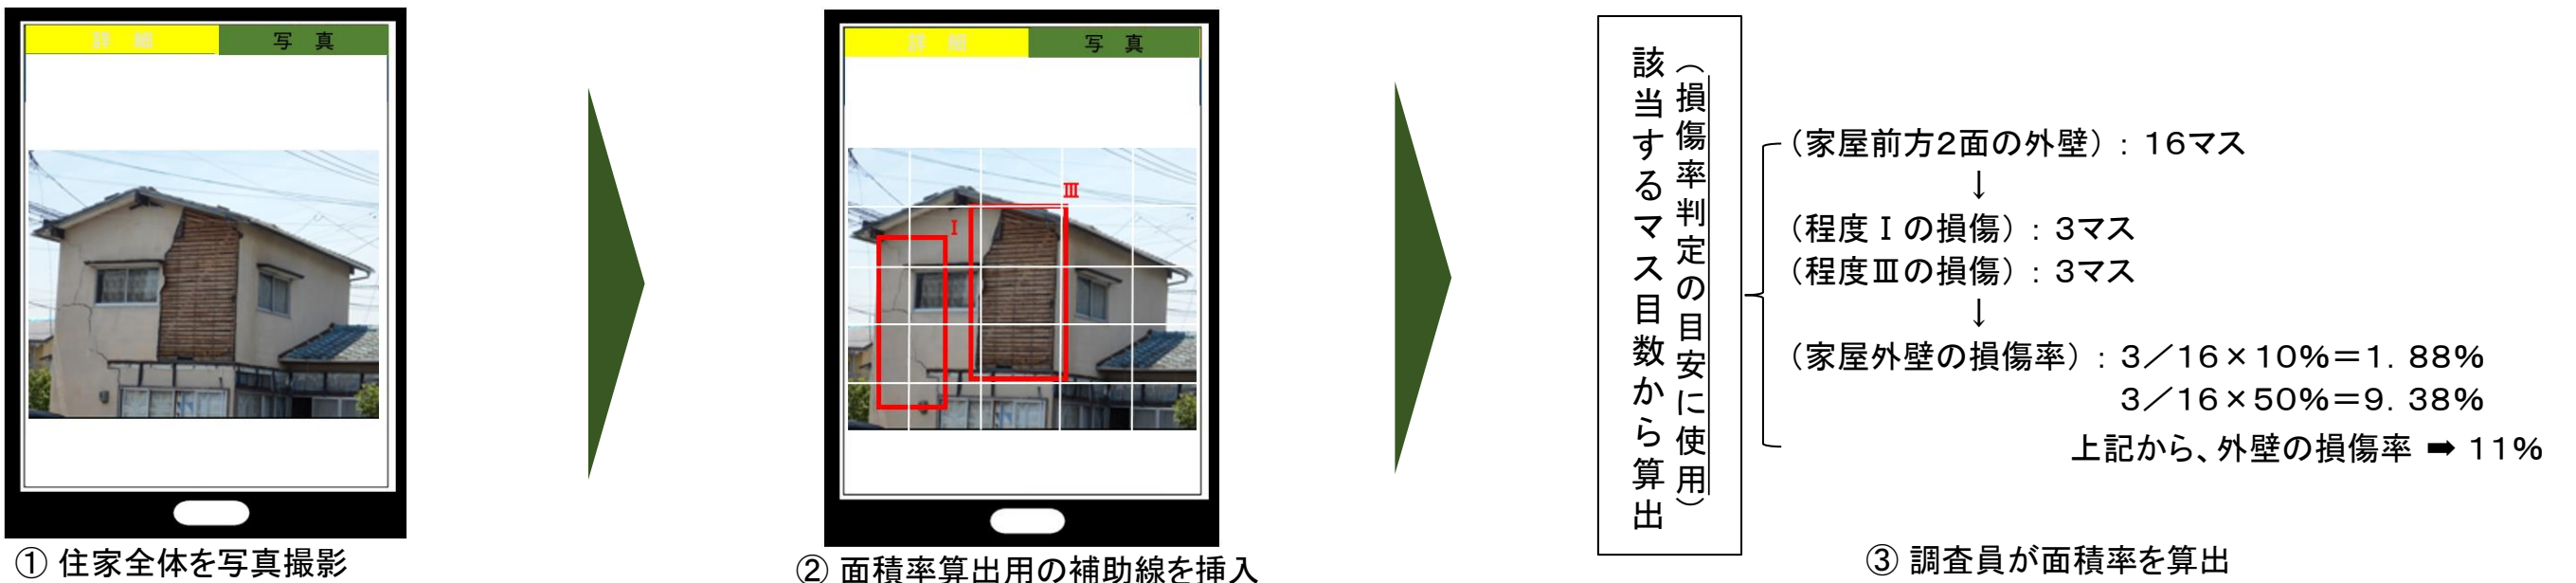 詳 細
写 真
① 住家全体を写真撮影
詳 細
写 真
Ⅰ
Ⅲ
② 面積率算出用の補助線を挿入
該当するマス目数から算出
（損傷率判定の目安に使用）
（家屋前方2面の外壁）：16マス
↓
（程度Ⅰの損傷）：3マス
（程度Ⅲの損傷）：3マス
↓
（家屋外壁の損傷率）：3／16×10％＝1．88％
3／16×50％＝9．38％
上記から、外壁の損傷率 ➡ 11％
③ 調査員が面積率を算出